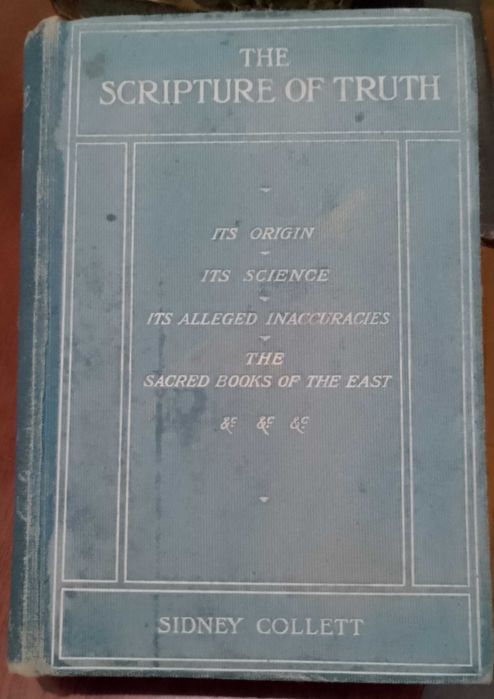 THE
SCRIPTURE OF TRUTH
ITS ORIGIN
ITS SCIENCE
ITS ALLEGED INACCURACIES
THE
SACRED BOOKS OF THE EAST
&c &c &c
SIDNEY COLLETT